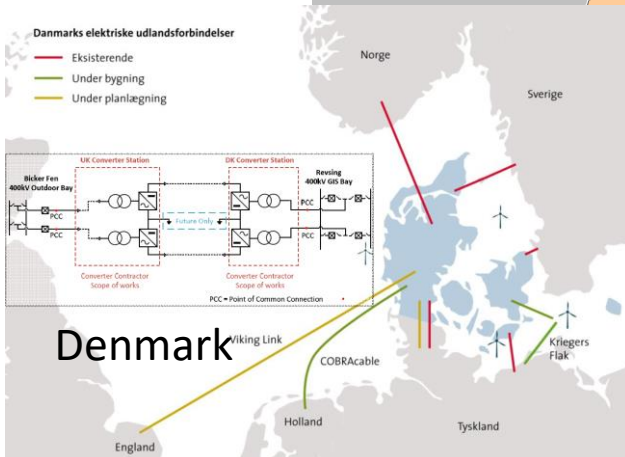 Danmarks elektriske udlandsforbindelser
Eksisterende
Under bygning
Under planlægning
Norge
Sverige
UK Converter Station
DK Converter Station
Bicker Fen
400kV Outdoor Bay
Revsing
400kV GIS Bay
PCC
PCC
PCC
PCC
Future Only
Converter Contractor
Scope of works
Converter Contractor
Scope of works
PCC = Point of Common Connection
Denmark
Viking Link
COBRAcable
Kriegers
Flak
Holland
Tyskland
England